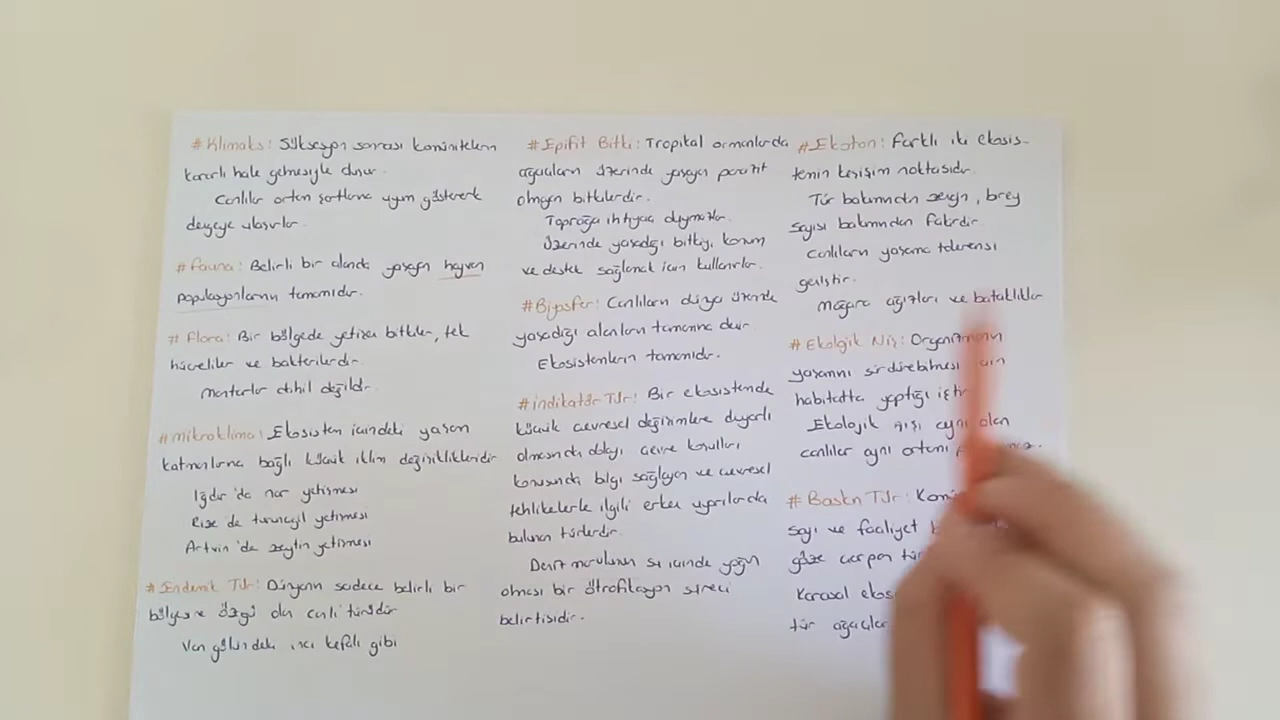 #Klimaks: Süksesyon sonrası komünitelerin
kararlı hale gelmesiyle oluşur.
Canlılar ortam şartlarına uyum göstererek
dengeye ulaşırlar.
#Fauna: Belirli bir alanda yaşayan hayvan
populasyonlarının tamamıdır.
#Flora: Bir bölgede yetişen bitkiler, tek
hücreliler ve bakterilerdir.
Mantarlar dahil değildir.
#Mikroklima: Ekosistem içindeki yaşam
katmanlarına bağlı küçük iklim değişiklikleridir
Iğdır'da nar yetişmesi
Rize'de turunçgil yetişmesi
Artvin'de zeytin yetişmesi
#Endemik Tür: Dünyanın sadece belirli bir
bölgesine özgü olan canlı türüdür
Van gölündeki inci kefali gibi
#Epifit Bitki: Tropikal ormanlarda
ağaçların üzerinde yaşayan parazit
olmayan bitkilerdir.
Toprağa ihtiyaç duymazlar.
Üzerinde yaşadığı bitkiyi konum
ve destek sağlamak için kullanırlar.
#Biyosfer: Canlıların dünya üzerinde
yaşadığı alanların tamamına denir
Ekosistemlerin tamamıdır.
#İndikatör Tür: Bir ekosistemde
küçük çevresel değişimlere duyarlı
olmasından dolayı çevre koşulları
konusunda bilgi sağlayan ve çevresel
tehlikelerle ilgili erken uyarılarda
bulunan türlerdir.
Deniz marulunun su içinde yoğun
olması bir ötrofikasyon süreci
belirtisidir.
#Ekoton: Farklı iki ekosis-
temin kesişim noktasıdır.
Tür bakımından zengin, birey
sayısı bakımından fakirdir.
Canlıların yaşama toleransı
geniştir.
Mağara ağızları ve bataklıklar
#Ekolojik Niş: Organizmanın
yaşamını sürdürebilmesi için
habitatta yaptığı iştir
Ekolojik nişi aynı olan
canlılar aynı ortamı
#Baskın Tür:
sayı ve faaliyet
göze çarpan tür
Karasal
tür ağaçlar